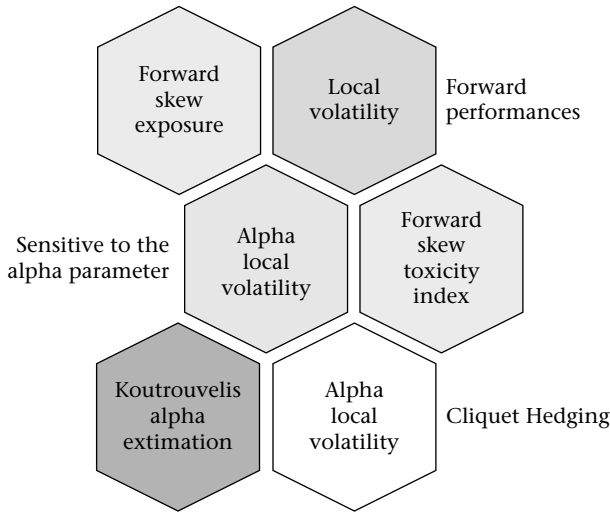 Forward
skew
exposure
Local
volatility
Forward
performances
Sensitive to the
alpha parameter
Alpha
local
volatility
Forward
skew
toxicity
index
Koutrouvelis
alpha
extimation
Alpha
local
volatility
Cliquet Hedging